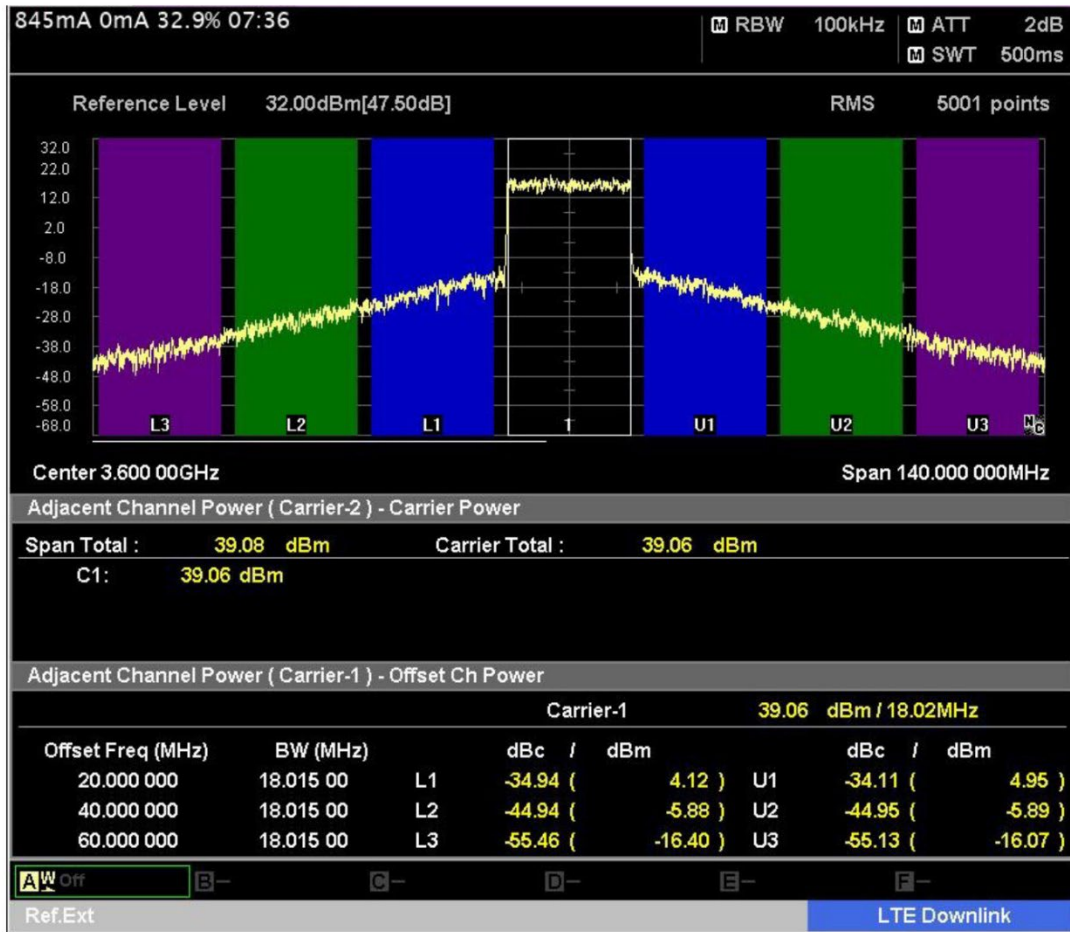 845mA 0mA 32.9% 07:36
M RBW 100kHz M ATT 2dB
M SWT 500ms
Reference Level 32.00dBm[47.50dB] RMS 5001 points
32.0
22.0
12.0
2.0
-8.0
-18.0
-28.0
-38.0
-48.0
-58.0
-68.0
L3 L2 L1 1 U1 U2 U3 NC
Center 3.600 00GHz Span 140.000 000MHz
Adjacent Channel Power ( Carrier-2 ) - Carrier Power
Span Total : 39.08 dBm Carrier Total : 39.06 dBm
C1: 39.06 dBm
Adjacent Channel Power ( Carrier-1 ) - Offset Ch Power
Carrier-1 39.06 dBm / 18.02MHz
Offset Freq (MHz) BW (MHz) dBc / dBm dBc / dBm
20.000 000 18.015 00 L1 -34.94 ( 4.12 ) U1 -34.11 ( 4.95 )
40.000 000 18.015 00 L2 -44.94 ( -5.88 ) U2 -44.95 ( -5.89 )
60.000 000 18.015 00 L3 -55.46 ( -16.40 ) U3 -55.13 ( -16.07 )
A W Off B- C- D- E- F-
Ref.Ext LTE Downlink